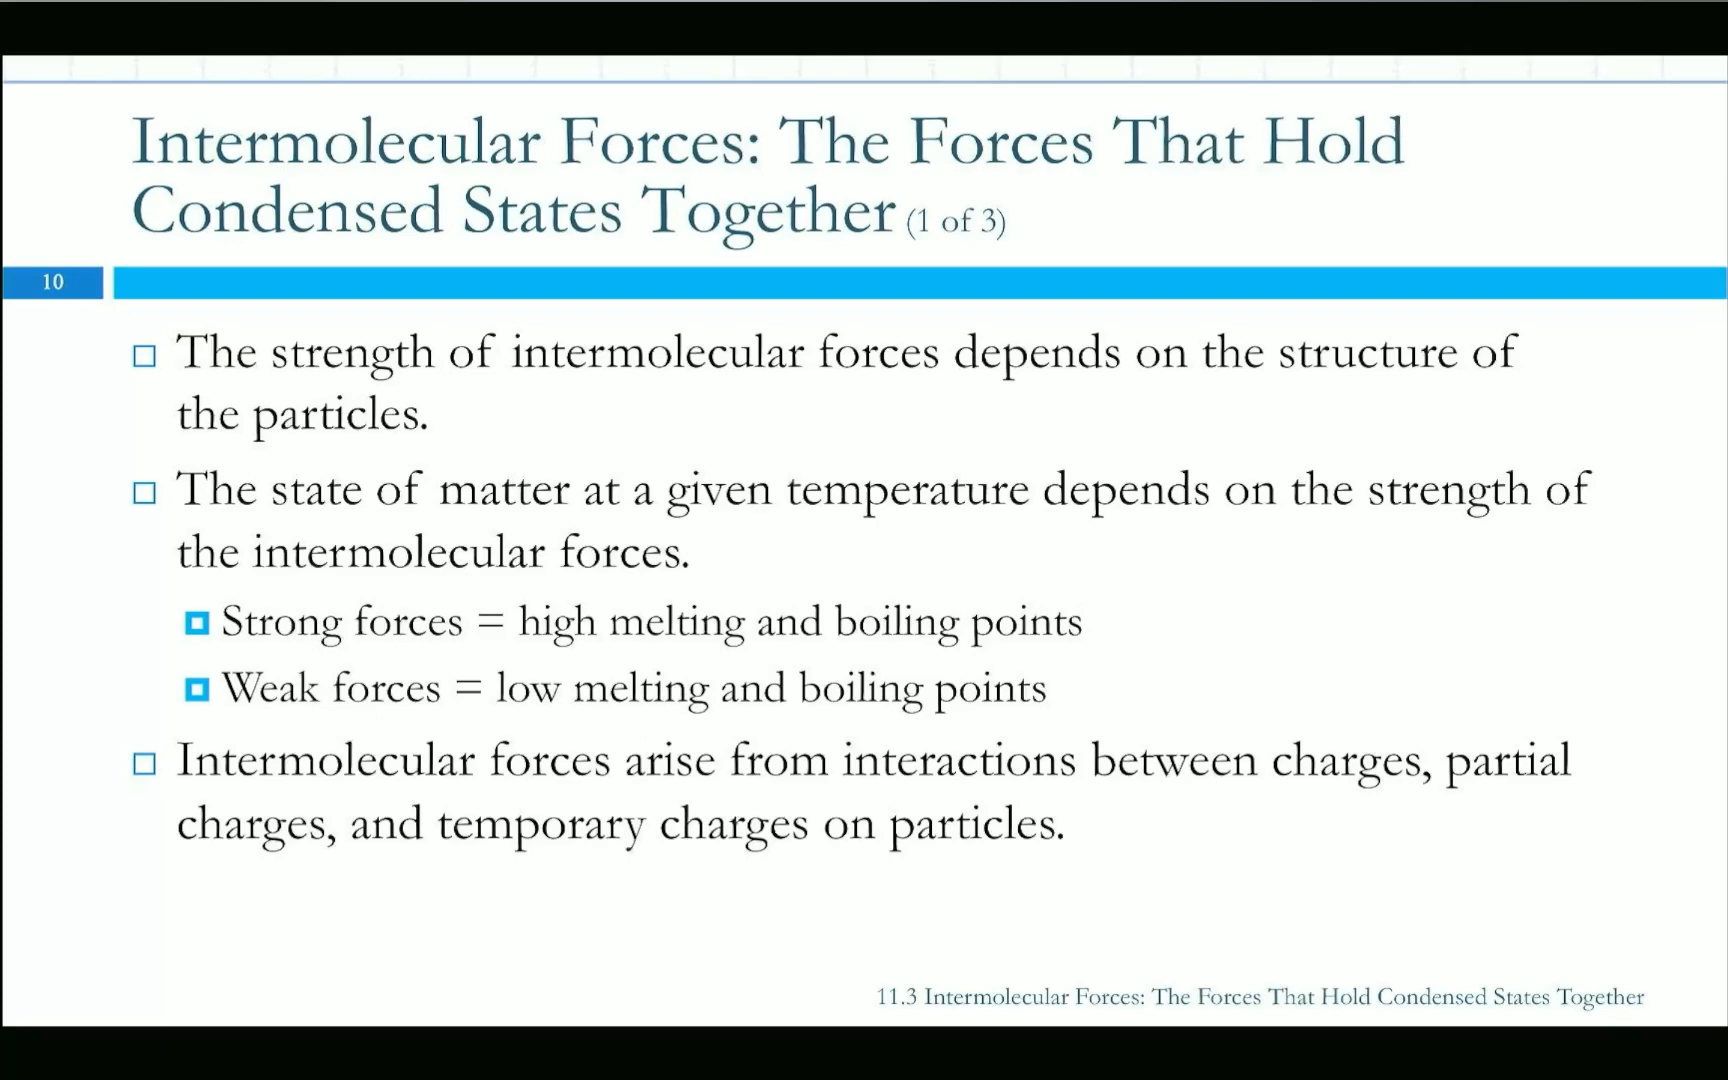 Intermolecular Forces: The Forces That Hold
Condensed States Together (1 of 3)
10
The strength of intermolecular forces depends on the structure of
the particles.
The state of matter at a given temperature depends on the strength of
the intermolecular forces.
Strong forces = high melting and boiling points
Weak forces = low melting and boiling points
Intermolecular forces arise from interactions between charges, partial
charges, and temporary charges on particles.
11.3 Intermolecular Forces: The Forces That Hold Condensed States Together